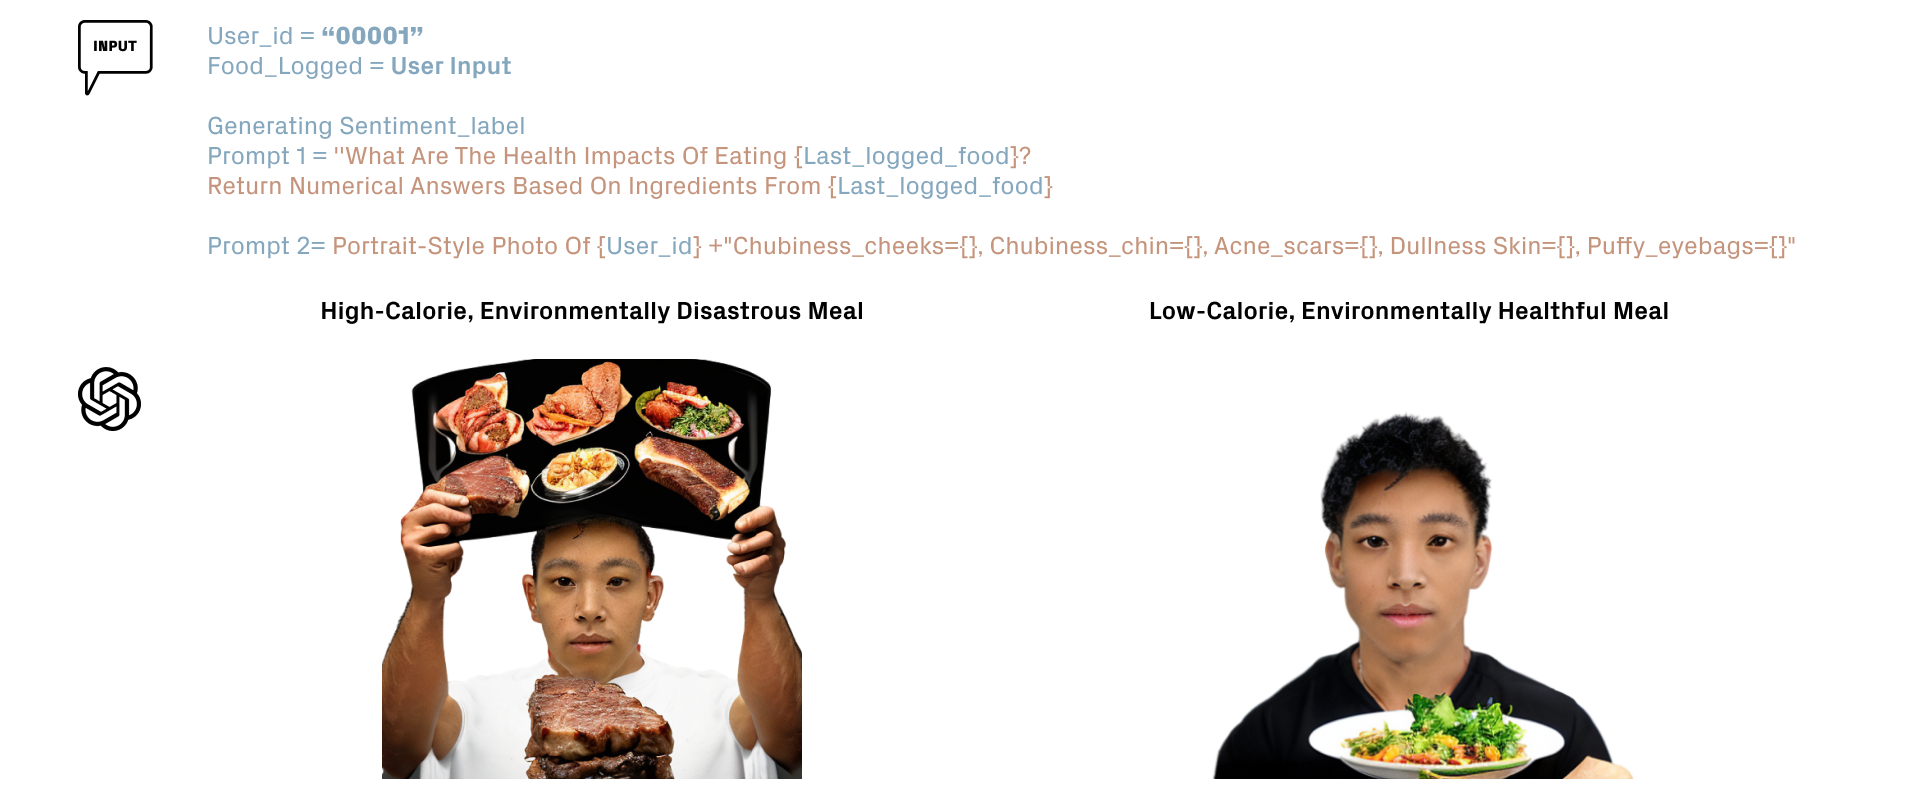 INPUT
User_id = “00001”
Food_Logged = User Input
Generating Sentiment_label
Prompt 1 = ''What Are The Health Impacts Of Eating {Last_logged_food}?
Return Numerical Answers Based On Ingredients From {Last_logged_food}
Prompt 2= Portrait-Style Photo Of {User_id} +"Chubiness_cheeks={}, Chubiness_chin={}, Acne_scars={}, Dullness Skin={}, Puffy_eyebags={}"
High-Calorie, Environmentally Disastrous Meal
Low-Calorie, Environmentally Healthful Meal